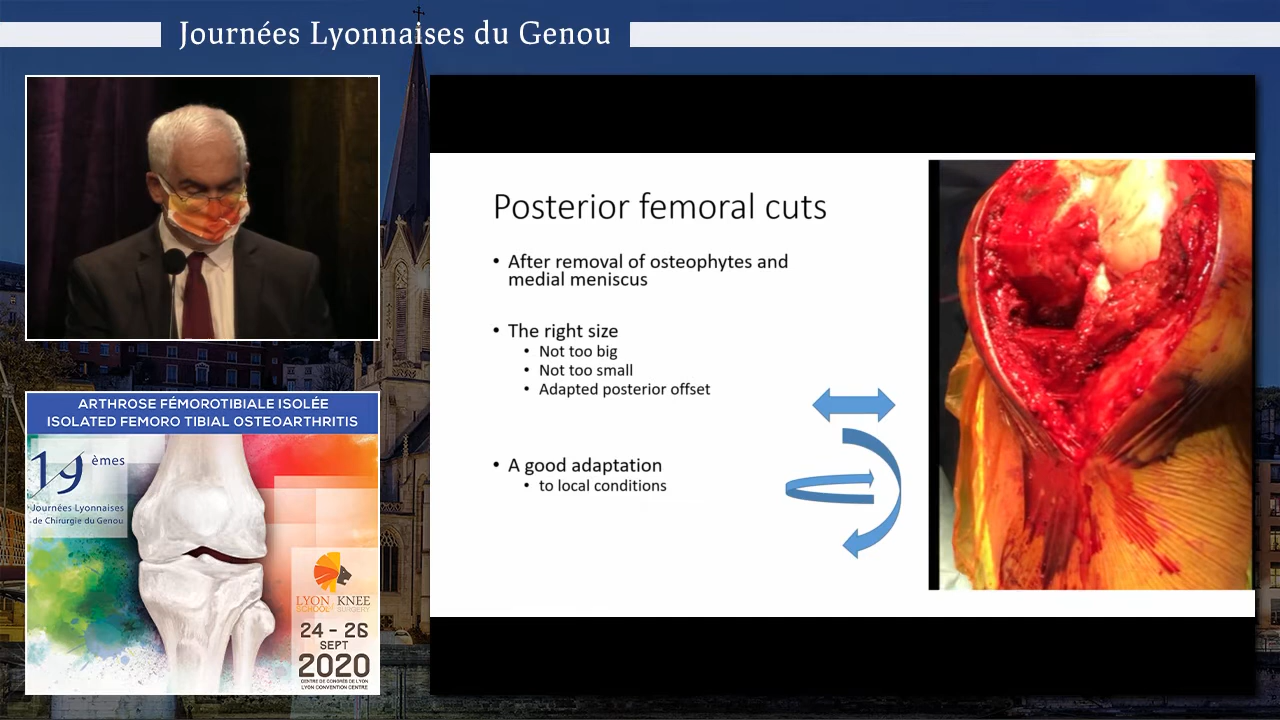 Journées Lyonnaises du Genou
Posterior femoral cuts
• After removal of osteophytes and
medial meniscus
• The right size
• Not too big
• Not too small
• Adapted posterior offset
• A good adaptation
• to local conditions
ARTHROSE FÉMOROTIBIALE ISOLÉE
ISOLATED FEMORO TIBIAL OSTEOARTHRITIS
19 èmes
Journées Lyonnaises
de Chirurgie du Genou
LYON KNEE
SCHOOL SURGERY
24 - 26
SEPT
2020
CENTRE DE CONGRÈS DE LYON
LYON CONVENTION CENTRE